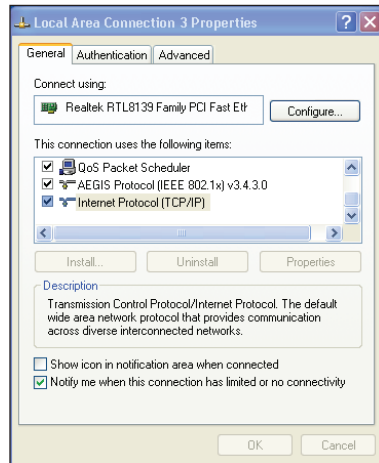 Local Area Connection 3 Properties
General Authentication Advanced
Connect using:
Realtek RTL8139 Family PCI Fast Eth
Configure...
This connection uses the following items:
QoS Packet Scheduler
AEGIS Protocol (IEEE 802.1x) v3.4.3.0
Internet Protocol (TCP/IP)
Install... Uninstall Properties
Description
Transmission Control Protocol/Internet Protocol. The default
wide area network protocol that provides communication
across diverse interconnected networks.
Show icon in notification area when connected
Notify me when this connection has limited or no connectivity
OK Cancel